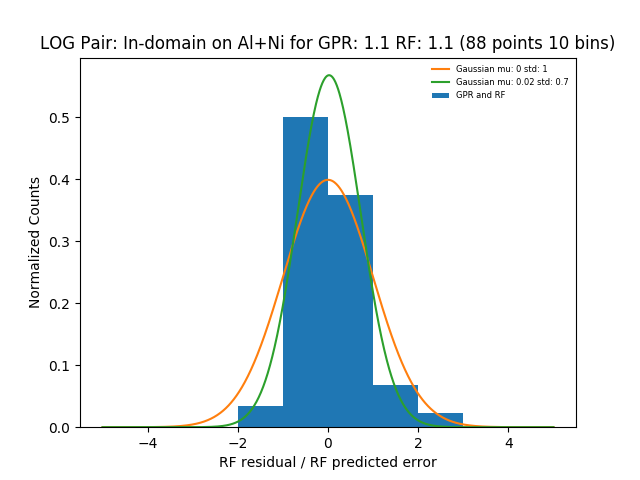 LOG Pair: In-domain on Al+Ni for GPR: 1.1 RF: 1.1 (88 points 10 bins)
Gaussian mu: 0 std: 1
Gaussian mu: 0.02 std: 0.7
GPR and RF
Normalized Counts
0.5
0.4
0.3
0.2
0.1
0.0
−4 −2 0 2 4
RF residual / RF predicted error